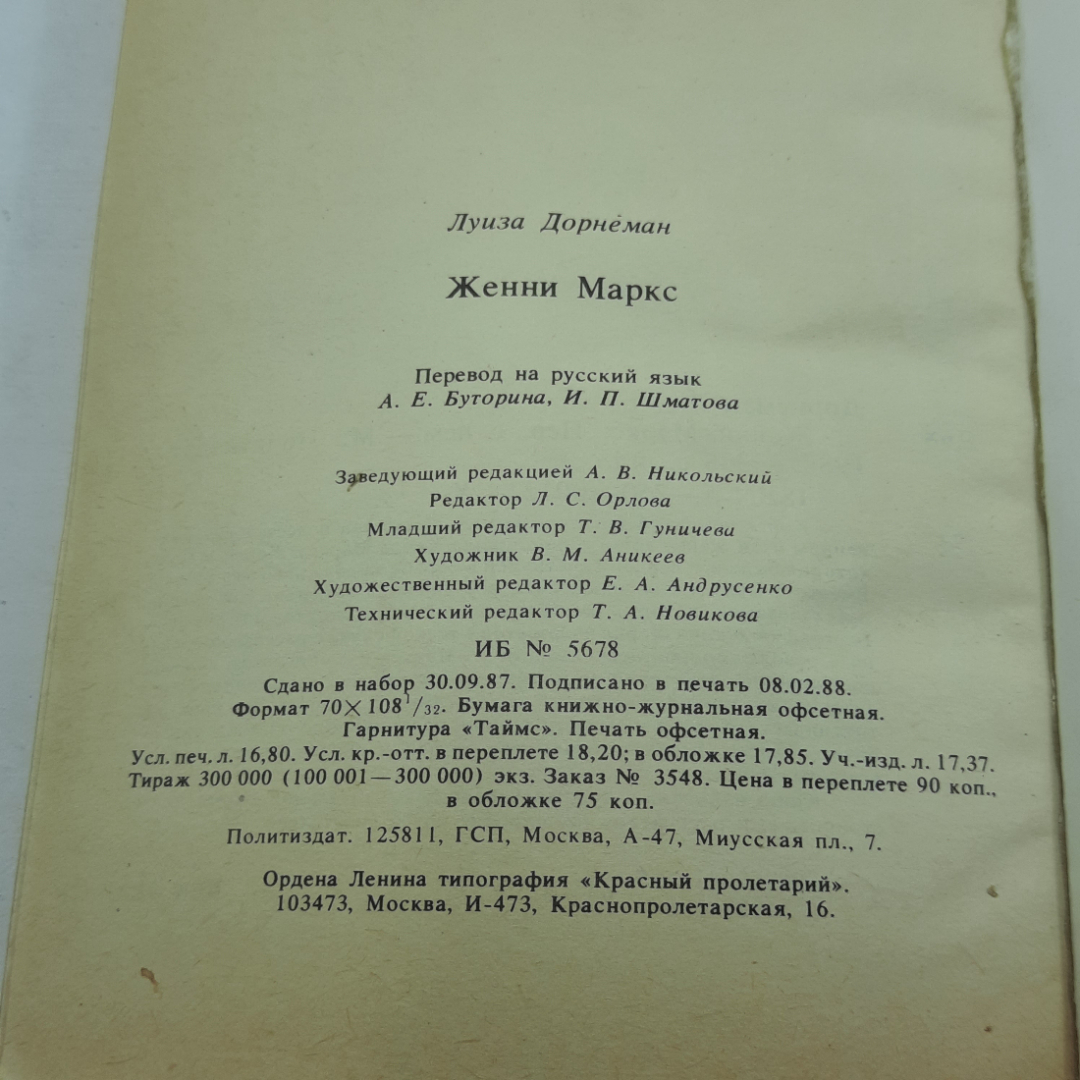 Луиза Дорнеман
Женни Маркс
Перевод на русский язык
А. Е. Буторина, И. П. Шматова
Заведующий редакцией А. В. Никольский
Редактор Л. С. Орлова
Младший редактор Т. В. Гуничева
Художник В. М. Аникеев
Художественный редактор Е. А. Андрусенко
Технический редактор Т. А. Новикова
ИБ № 5678
Сдано в набор 30.09.87. Подписано в печать 08.02.88.
Формат 70×108 1/32. Бумага книжно-журнальная офсетная.
Гарнитура «Таймс». Печать офсетная.
Усл. печ. л. 16,80. Усл. кр.-отт. в переплете 18,20; в обложке 17,85. Уч.-изд. л. 17,37.
Тираж 300 000 (100 001—300 000) экз. Заказ № 3548. Цена в переплете 90 коп.,
в обложке 75 коп.
Политиздат. 125811, ГСП, Москва, А-47, Миусская пл., 7.
Ордена Ленина типография «Красный пролетарий».
103473, Москва, И-473, Краснопролетарская, 16.